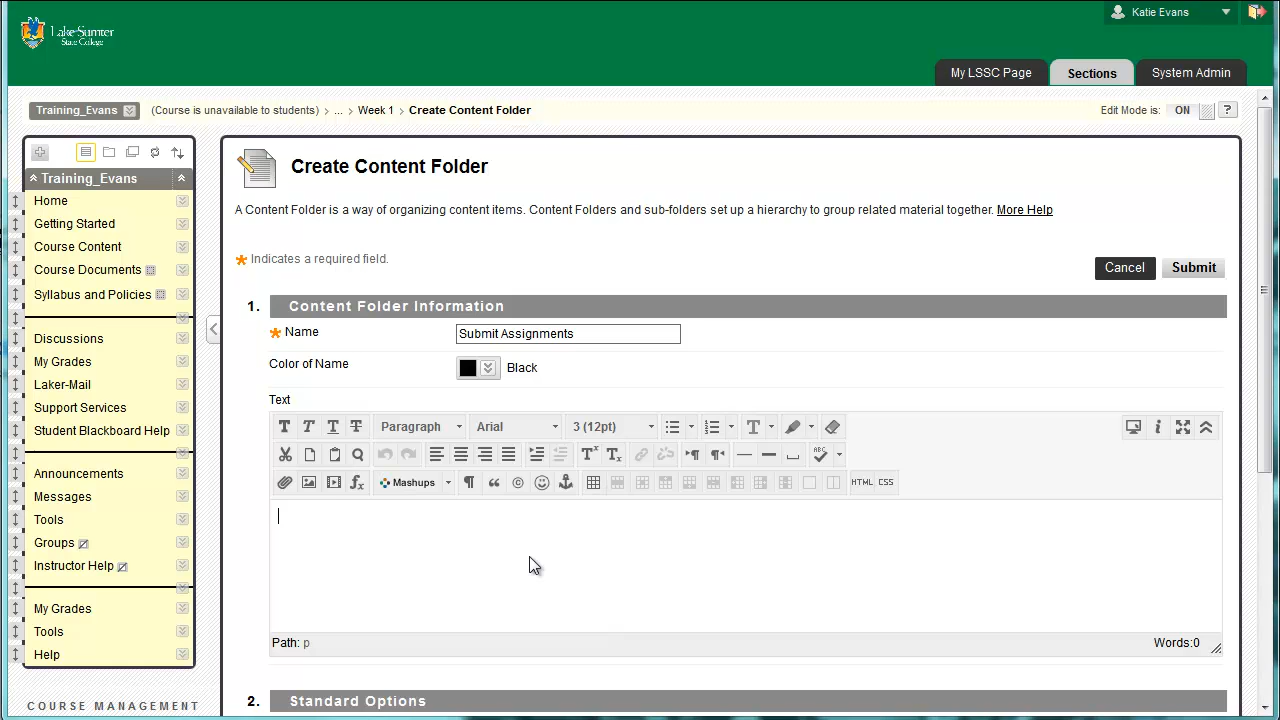 Katie Evans
Lake-Sumter
State College
My LSSC Page
Sections
System Admin
Training_Evans
(Course is unavailable to students) > ... > Week 1 > Create Content Folder
Edit Mode is: ON ?
Training_Evans
Home
Getting Started
Course Content
Course Documents
Syllabus and Policies
Discussions
My Grades
Laker-Mail
Support Services
Student Blackboard Help
Announcements
Messages
Tools
Groups
Instructor Help
My Grades
Tools
Help
COURSE MANAGEMENT
Create Content Folder
A Content Folder is a way of organizing content items. Content Folders and sub-folders set up a hierarchy to group related material together. More Help
Indicates a required field.
Cancel Submit
1. Content Folder Information
Name Submit Assignments
Color of Name Black
Text
T T T T Paragraph Arial 3 (12pt) T
ABC
fx Mashups HTML CSS
Path: p Words:0
2. Standard Options